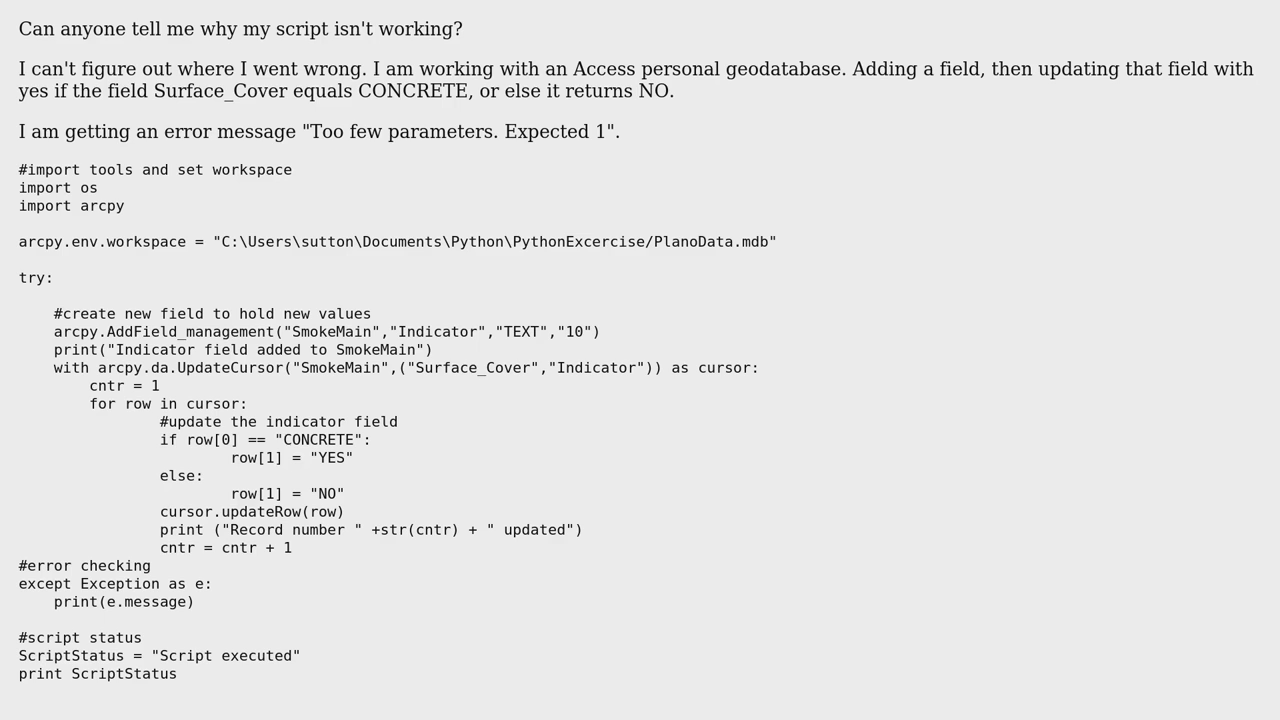 Can anyone tell me why my script isn't working?
I can't figure out where I went wrong. I am working with an Access personal geodatabase. Adding a field, then updating that field with
yes if the field Surface_Cover equals CONCRETE, or else it returns NO.
I am getting an error message "Too few parameters. Expected 1".
#import tools and set workspace
import os
import arcpy
arcpy.env.workspace = "C:\Users\sutton\Documents\Python\PythonExcercise/PlanoData.mdb"
try:
    #create new field to hold new values
    arcpy.AddField_management("SmokeMain","Indicator","TEXT","10")
    print("Indicator field added to SmokeMain")
    with arcpy.da.UpdateCursor("SmokeMain",("Surface_Cover","Indicator")) as cursor:
        cntr = 1
        for row in cursor:
                #update the indicator field
                if row[0] == "CONCRETE":
                        row[1] = "YES"
                else:
                        row[1] = "NO"
                cursor.updateRow(row)
                print ("Record number " +str(cntr) + " updated")
                cntr = cntr + 1
#error checking
except Exception as e:
    print(e.message)
#script status
ScriptStatus = "Script executed"
print ScriptStatus